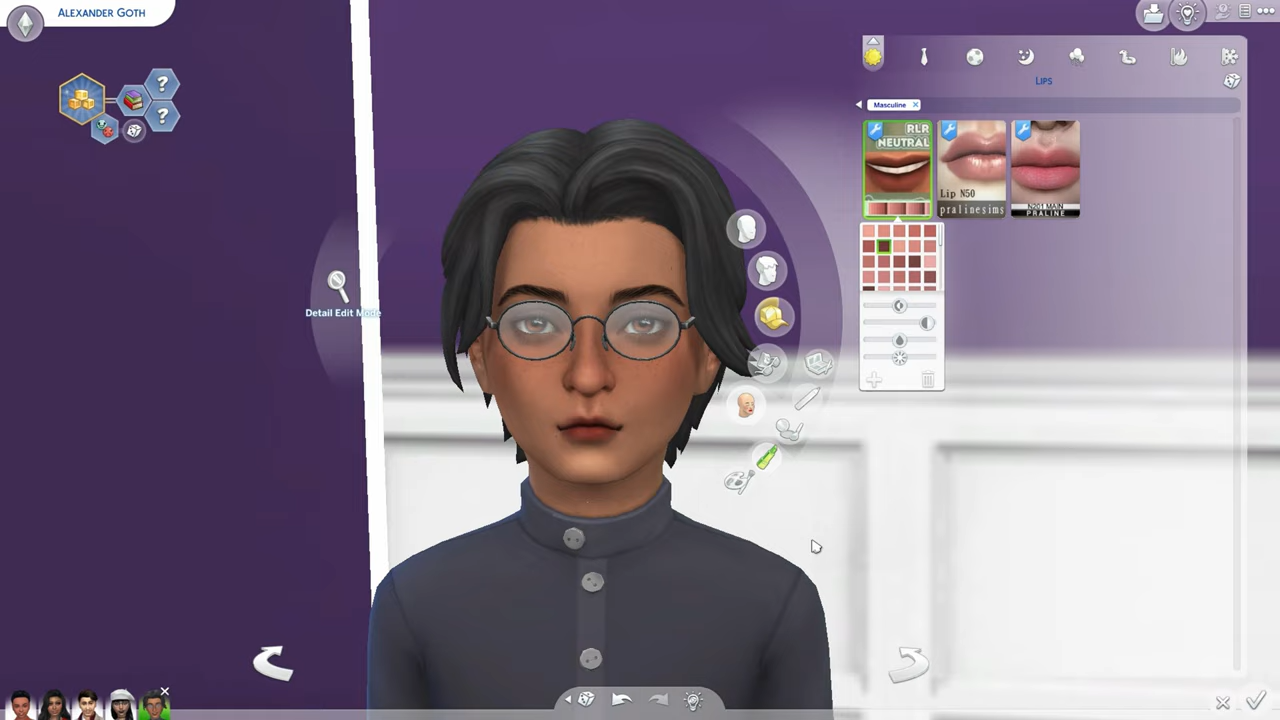 Alexander Goth
Lips
Masculine
RLR
NEUTRAL
Lip N50
pralinesims
N201 MAIN
PRALINE
Detail Edit Mode
?
?